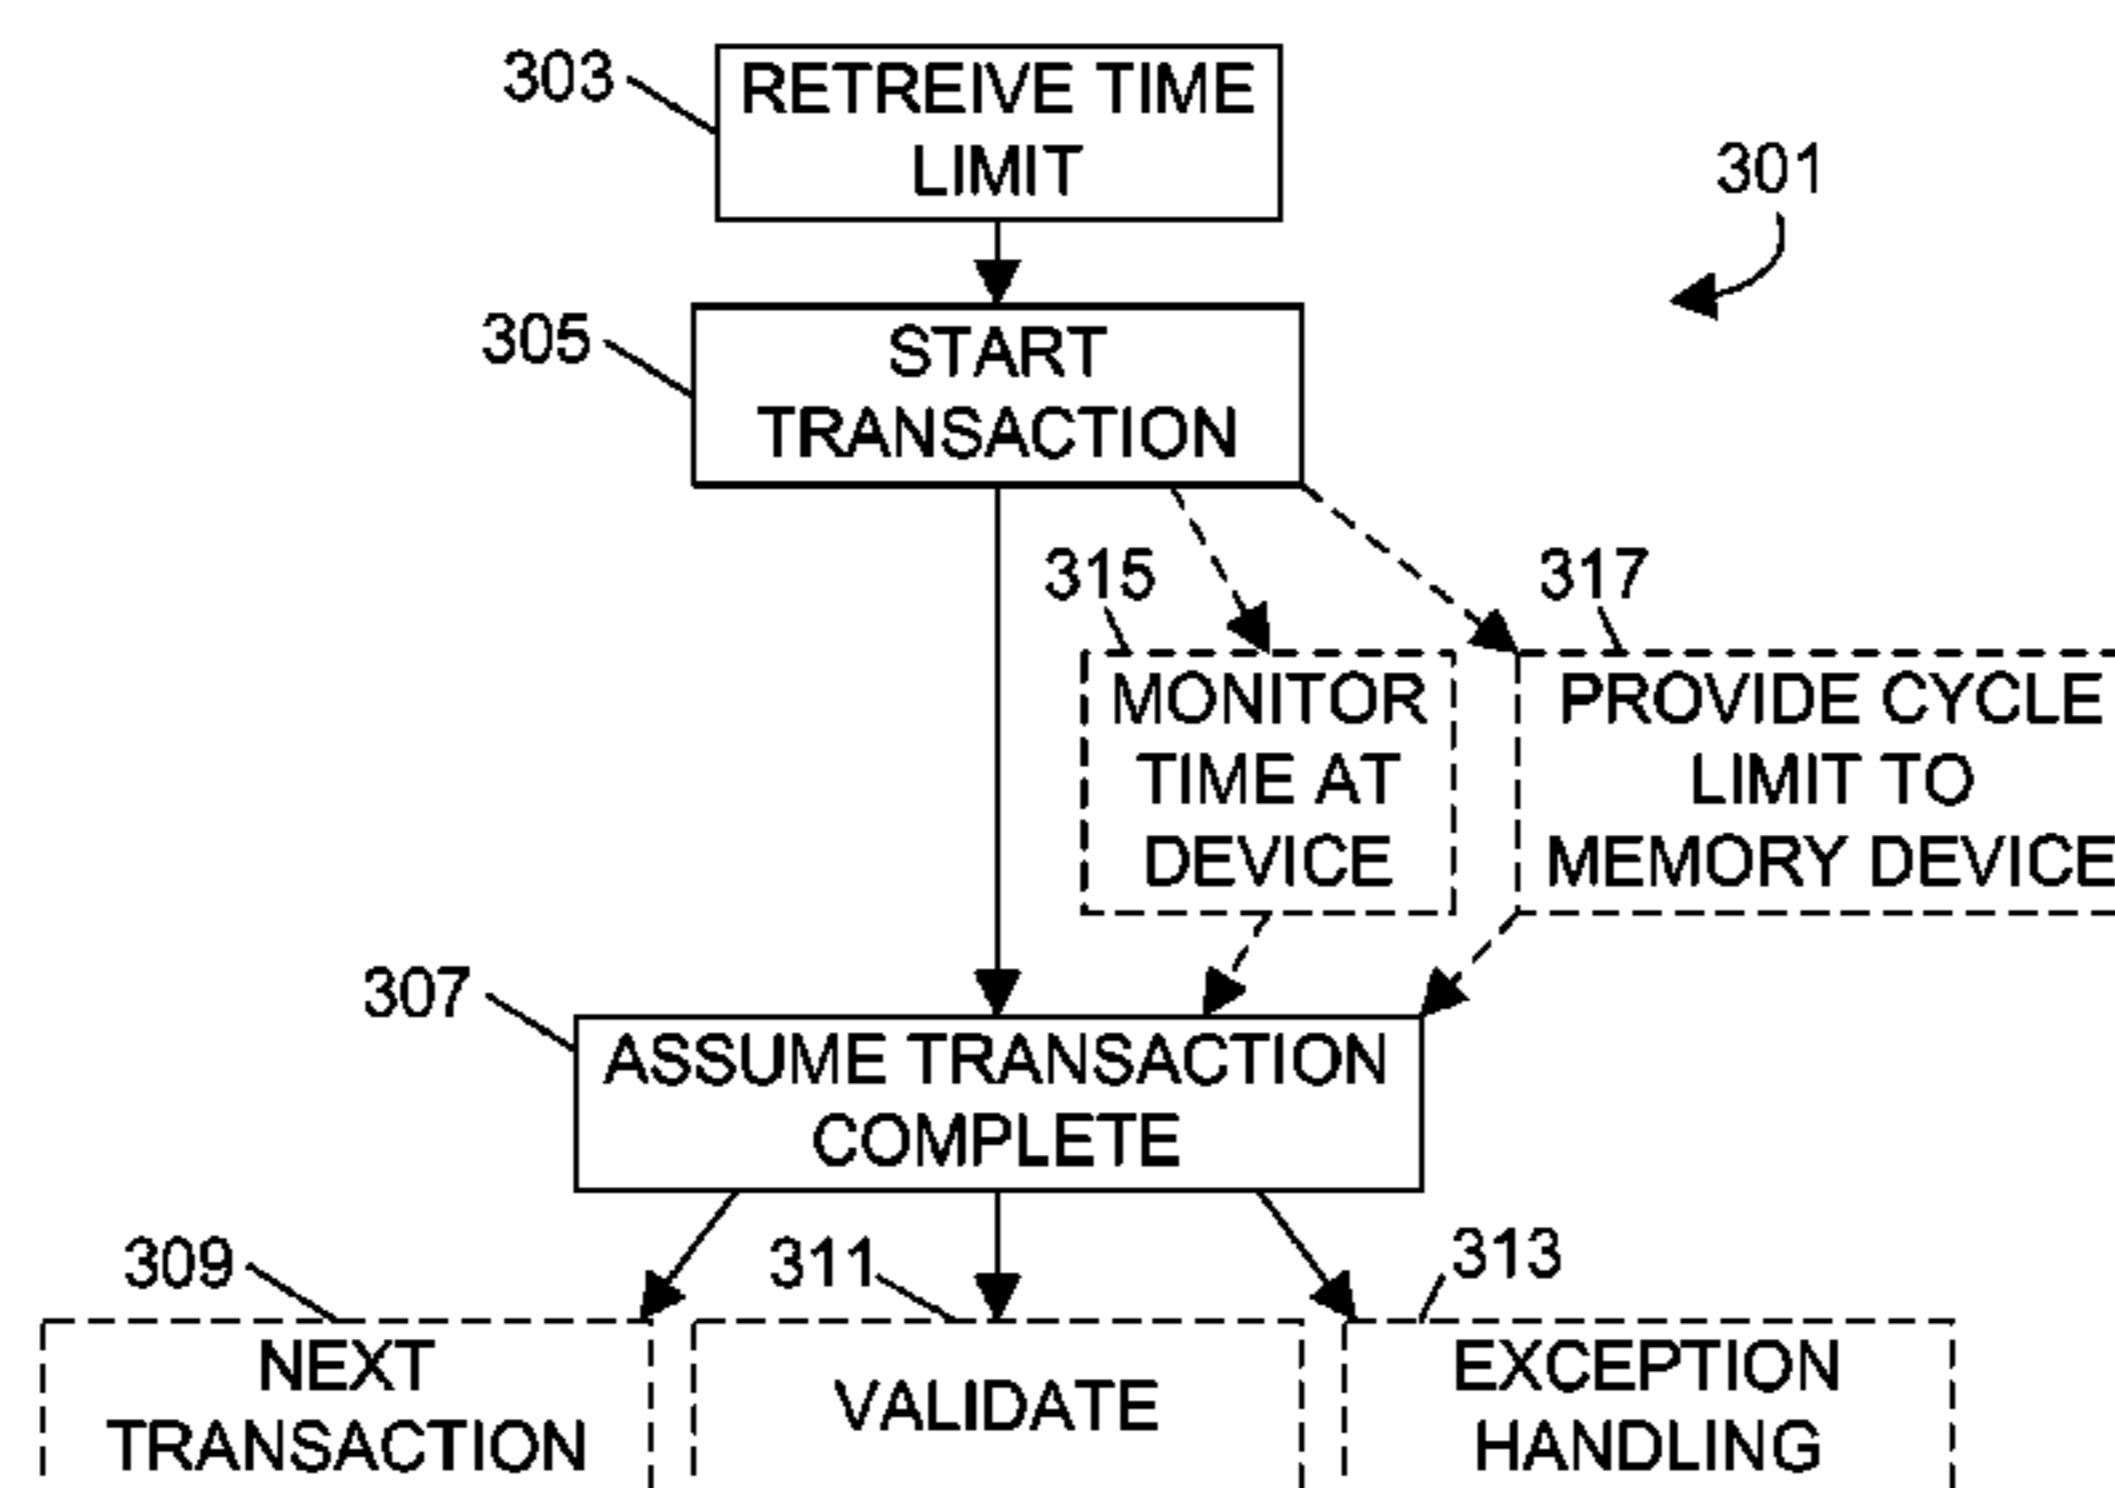 303
RETREIVE TIME
LIMIT
301
305
START
TRANSACTION
315
317
MONITOR
TIME AT
DEVICE
PROVIDE CYCLE
LIMIT TO
MEMORY DEVICE
307
ASSUME TRANSACTION
COMPLETE
309
311
313
NEXT
TRANSACTION
VALIDATE
EXCEPTION
HANDLING